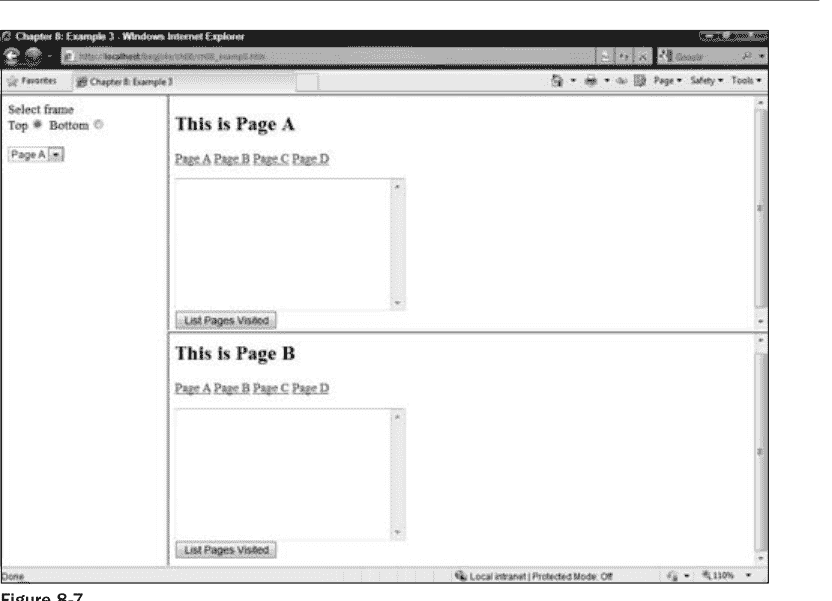 Chapter 8: Example 3 - Windows Internet Explorer
Google
Favorites
Chapter 8: Example 3
Page
Safety
Tools
Select frame
Top Bottom
Page A
This is Page A
Page A Page B Page C Page D
List Pages Visited
This is Page B
Page A Page B Page C Page D
List Pages Visited
Done
Local intranet | Protected Mode: Off
110%
Figure 8-7